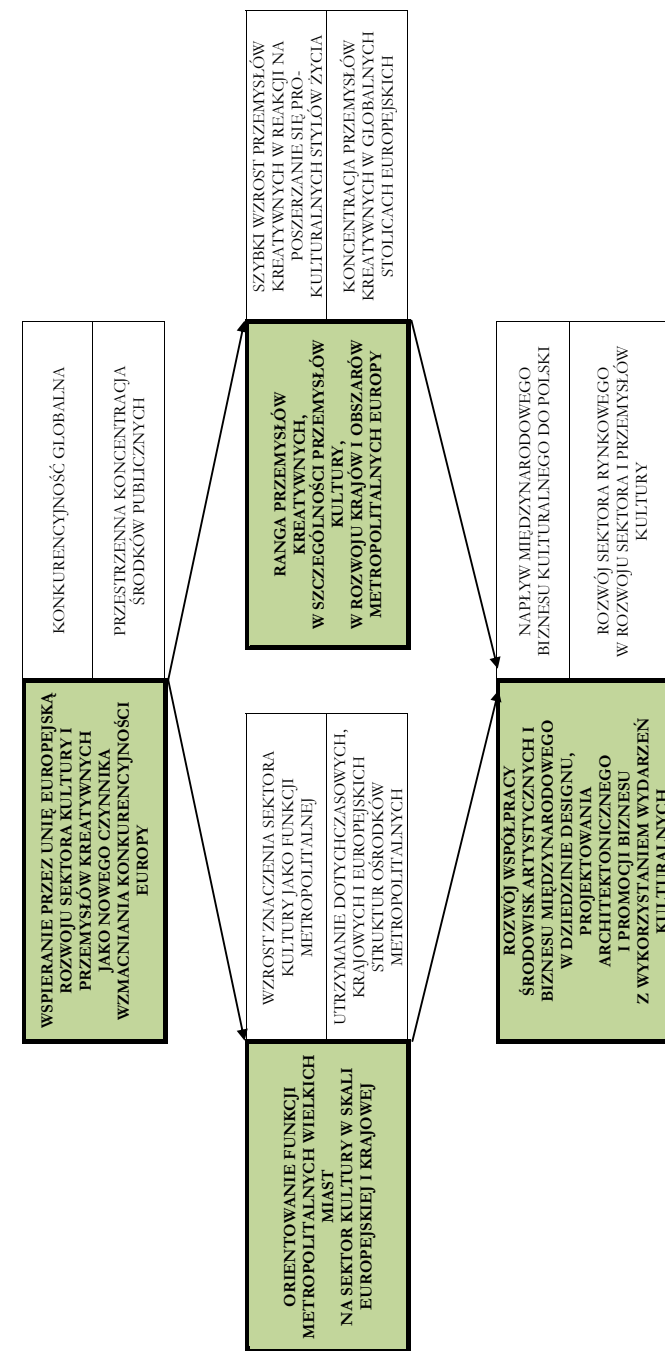 WSPIERANIE PRZEZ UNIĘ EUROPEJSKĄ
ROZWOJU SEKTORA KULTURY I
PRZEMYSŁÓW KREATYWNYCH
JAKO NOWEGO CZYNNIKA
WZMACNIANIA KONKURENCYJNOŚCI
EUROPY
KONKURENCYJNOŚĆ GLOBALNA
PRZESTRZENNA KONCENTRACJA
ŚRODKÓW PUBLICZNYCH
ORIENTOWANIE FUNKCJI
METROPOLITALNYCH WIELKICH
MIAST
NA SEKTOR KULTURY W SKALI
EUROPEJSKIEJ I KRAJOWEJ
WZROST ZNACZENIA SEKTORA
KULTURY JAKO FUNKCJI
METROPOLITALNEJ
UTRZYMANIE DOTYCHCZASOWYCH,
KRAJOWYCH I EUROPEJSKICH
STRUKTUR OŚRODKÓW
METROPOLITALNYCH
RANGA PRZEMYSŁÓW
KREATYWNYCH,
W SZCZEGÓLNOŚCI PRZEMYSŁÓW
KULTURY,
W ROZWOJU KRAJÓW I OBSZARÓW
METROPOLITALNYCH EUROPY
SZYBKI WZROST PRZEMYSŁÓW
KREATYWNYCH W REAKCJI NA
POSZERZANIE SIĘ PRO-
KULTURALNYCH STYLÓW ŻYCIA
KONCENTRACJA PRZEMYSŁÓW
KREATYWNYCH W GLOBALNYCH
STOLICACH EUROPEJSKICH
ROZWÓJ WSPÓŁPRACY
ŚRODOWISK ARTYSTYCZNYCH I
BIZNESU MIĘDZYNARODOWEGO
W DZIEDZINIE DESIGNU,
PROJEKTOWANIA
ARCHITEKTONICZNEGO
I PROMOCJI BIZNESU
Z WYKORZYSTANIEM WYDARZEŃ
KULTURALNYCH
NAPŁYW MIĘDZYNARODOWEGO
BIZNESU KULTURALNEGO DO POLSKI
ROZWÓJ SEKTORA RYNKOWEGO
W ROZWOJU SEKTORA I PRZEMYSŁÓW
KULTURY